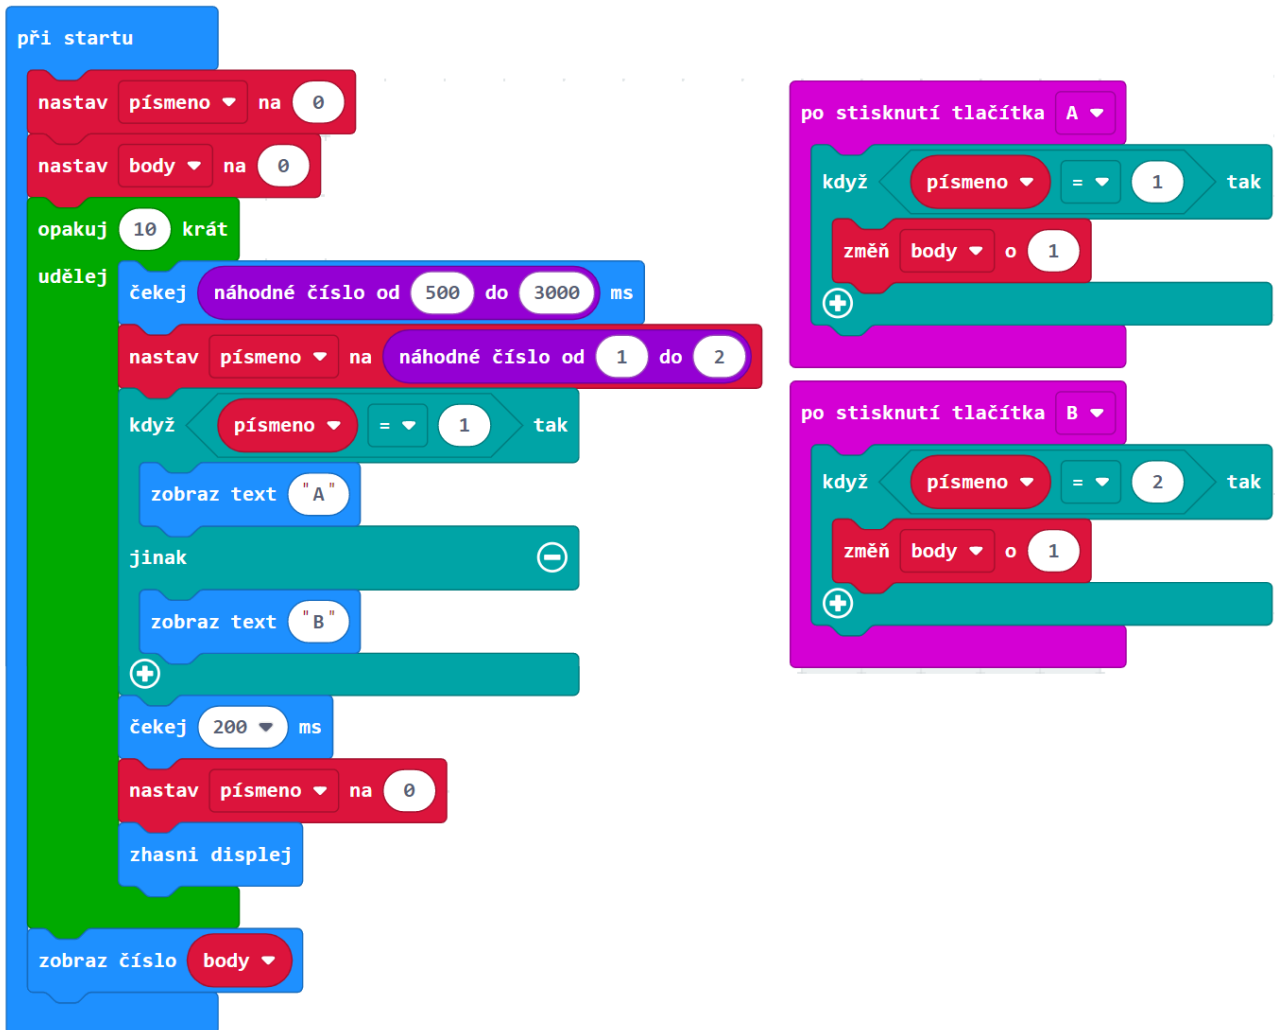 při startu
nastav písmeno na 0
nastav body na 0
opakuj 10 krát
udělej
čekej náhodné číslo od 500 do 3000 ms
nastav písmeno na náhodné číslo od 1 do 2
když písmeno = 1 tak
zobraz text "A"
jinak
zobraz text "B"
čekej 200 ms
nastav písmeno na 0
zhasni displej
zobraz číslo body
po stisknutí tlačítka A
když písmeno = 1 tak
změň body o 1
po stisknutí tlačítka B
když písmeno = 2 tak
změň body o 1